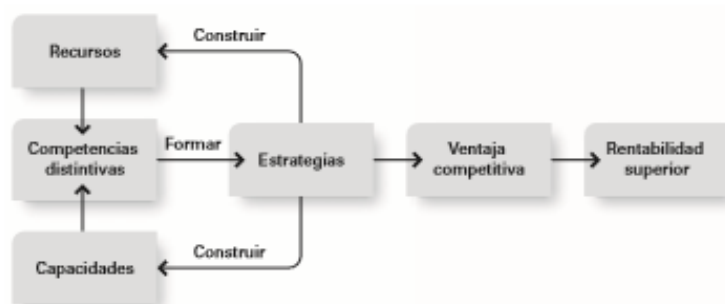 Recursos
Construir
Competencias
distintivas
Formar
Estrategias
Ventaja
competitiva
Rentabilidad
superior
Capacidades
Construir